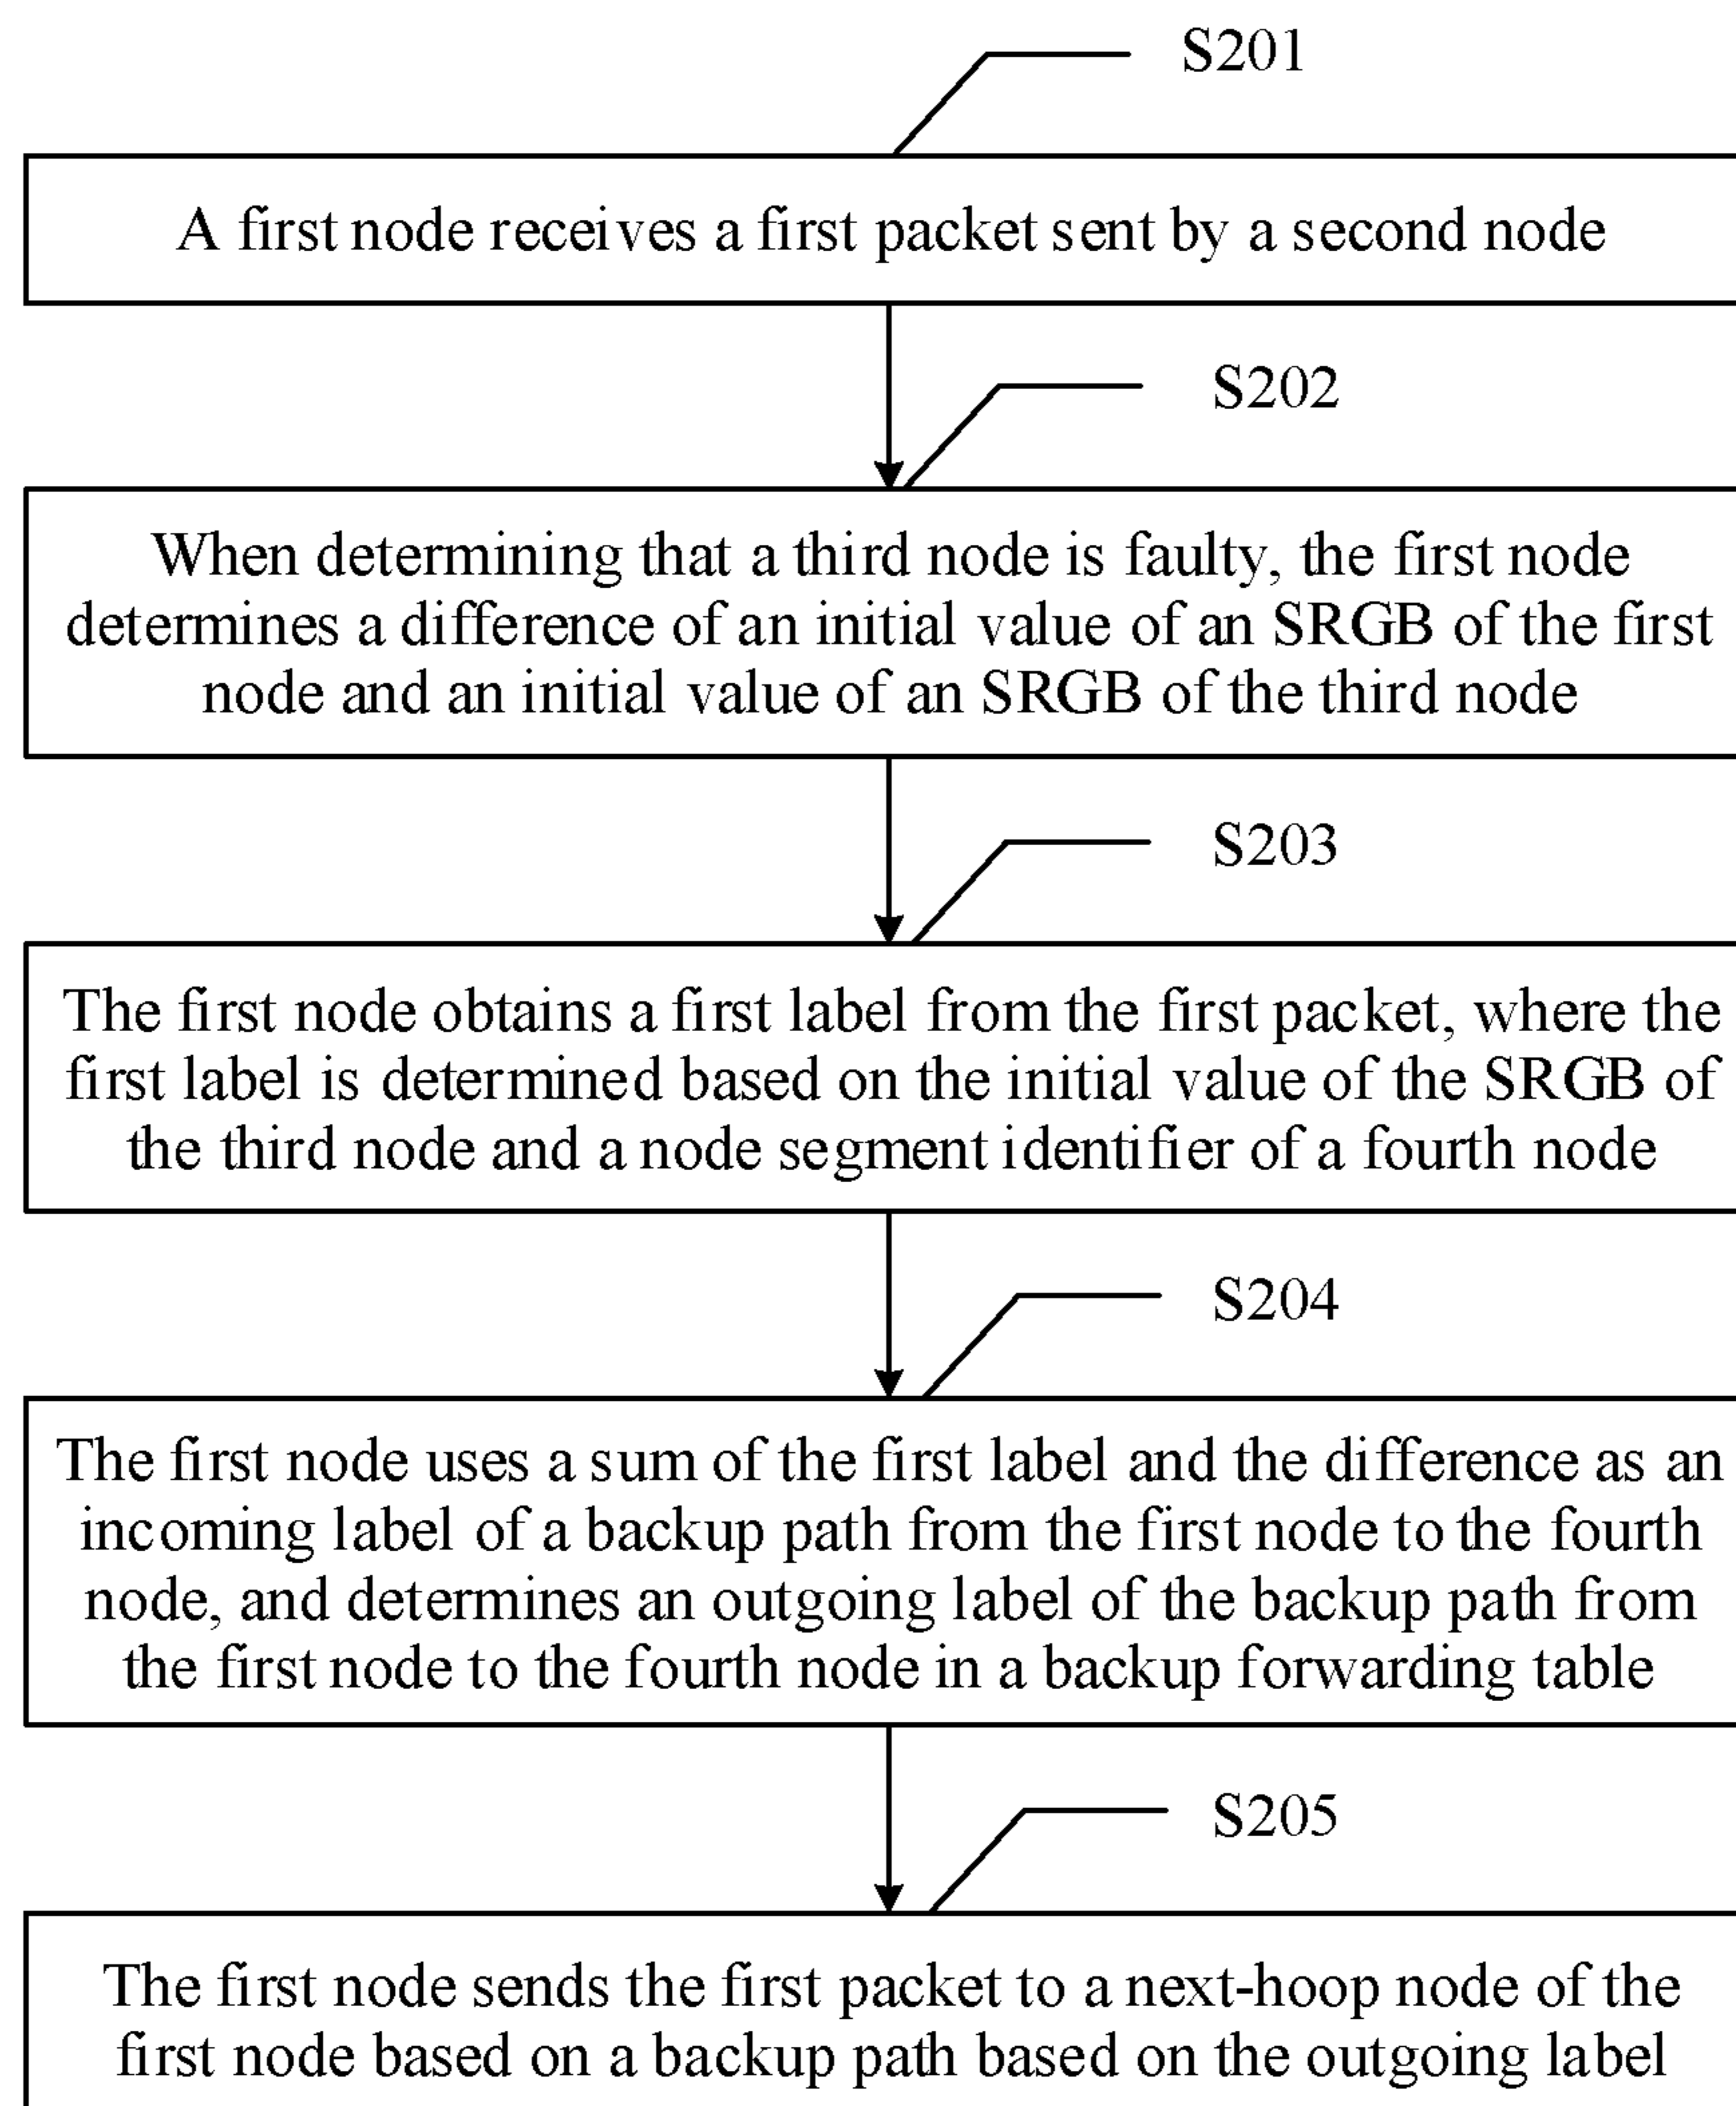 S201
A first node receives a first packet sent by a second node
S202
When determining that a third node is faulty, the first node
determines a difference of an initial value of an SRGB of the first
node and an initial value of an SRGB of the third node
S203
The first node obtains a first label from the first packet, where the
first label is determined based on the initial value of the SRGB of
the third node and a node segment identifier of a fourth node
S204
The first node uses a sum of the first label and the difference as an
incoming label of a backup path from the first node to the fourth
node, and determines an outgoing label of the backup path from
the first node to the fourth node in a backup forwarding table
S205
The first node sends the first packet to a next-hoop node of the
first node based on a backup path based on the outgoing label